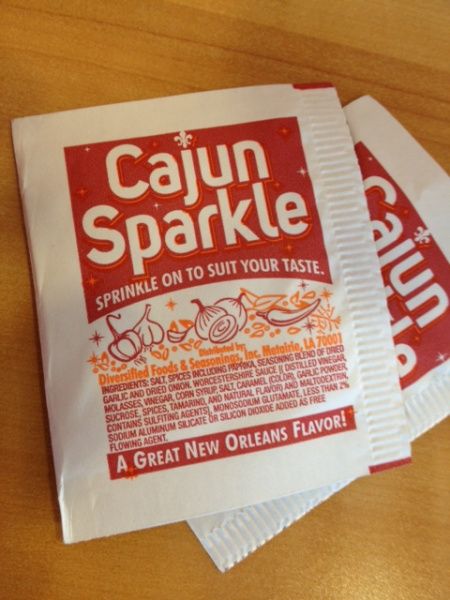 Cajun
Sparkle
SPRINKLE ON TO SUIT YOUR TASTE.
Distributed by:
Diversified Foods & Seasonings, Inc. Metairie, LA 70001
INGREDIENTS: SALT, SPICES INCLUDING PAPRIKA, SEASONING BLEND OF DRIED
GARLIC AND DRIED ONION, WORCESTERSHIRE SAUCE (( DISTILLED VINEGAR,
MOLASSES, VINEGAR, CORN SYRUP, SALT, CARAMEL (COLOR), GARLIC POWDER,
SUCROSE, SPICES, TAMARIND, AND NATURAL FLAVOR) AND MALTODEXTRIN,
CONTAINS SULFITING AGENTS), MONOSODIUM GLUTAMATE, LESS THAN 2%
SODIUM ALUMINUM SILICATE OR SILICON DIOXIDE ADDED AS FREE
FLOWING AGENT.
A GREAT NEW ORLEANS FLAVOR!
Cajun